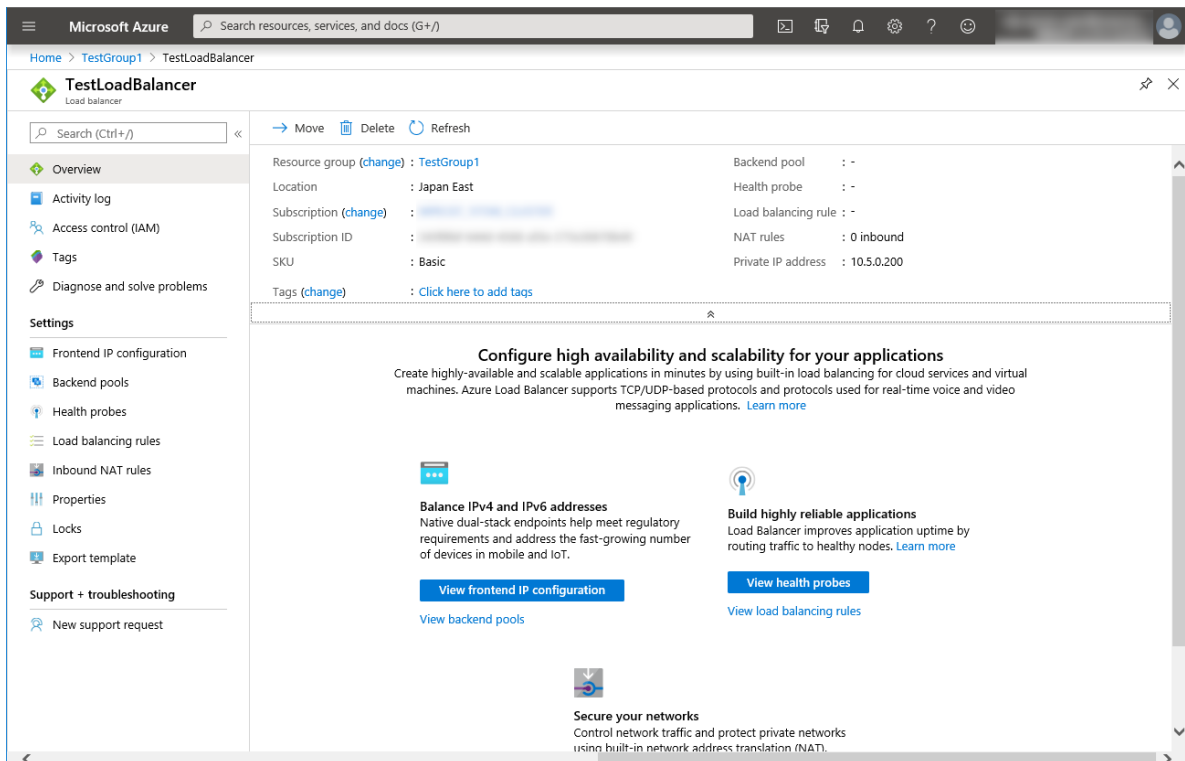 Microsoft Azure
Search resources, services, and docs (G+/)
Home > TestGroup1 > TestLoadBalancer
TestLoadBalancer
Load balancer
Search (Ctrl+/)
«
Overview
Activity log
Access control (IAM)
Tags
Diagnose and solve problems
Settings
Frontend IP configuration
Backend pools
Health probes
Load balancing rules
Inbound NAT rules
Properties
Locks
Export template
Support + troubleshooting
New support request
Move Delete Refresh
Resource group (change) : TestGroup1
Location : Japan East
Subscription (change) :
Subscription ID :
SKU : Basic
Tags (change) : Click here to add tags
Backend pool : -
Health probe : -
Load balancing rule : -
NAT rules : 0 inbound
Private IP address : 10.5.0.200
Configure high availability and scalability for your applications
Create highly-available and scalable applications in minutes by using built-in load balancing for cloud services and virtual
machines. Azure Load Balancer supports TCP/UDP-based protocols and protocols used for real-time voice and video
messaging applications. Learn more
Balance IPv4 and IPv6 addresses
Native dual-stack endpoints help meet regulatory
requirements and address the fast-growing number
of devices in mobile and IoT.
View frontend IP configuration
View backend pools
Build highly reliable applications
Load Balancer improves application uptime by
routing traffic to healthy nodes. Learn more
View health probes
View load balancing rules
Secure your networks
Control network traffic and protect private networks
using built-in network address translation (NAT).